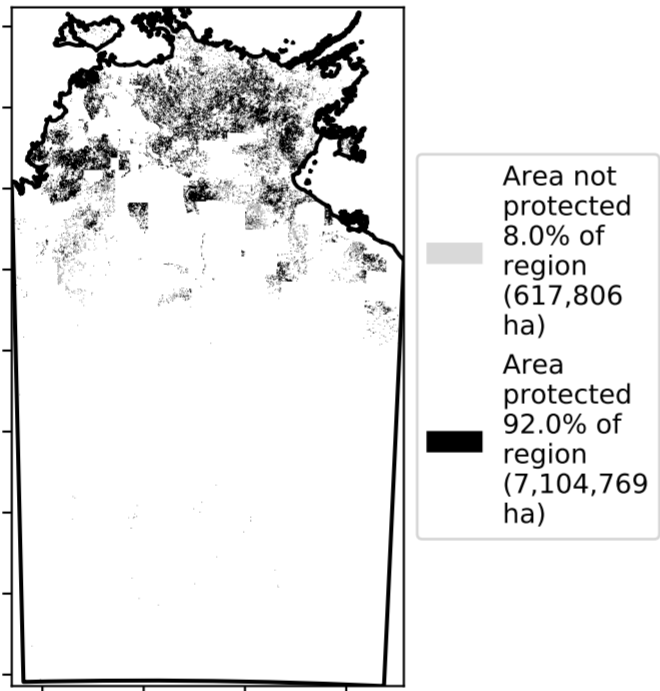 Area not
protected
8.0% of
region
(617,806
ha)
Area
protected
92.0% of
region
(7,104,769
ha)